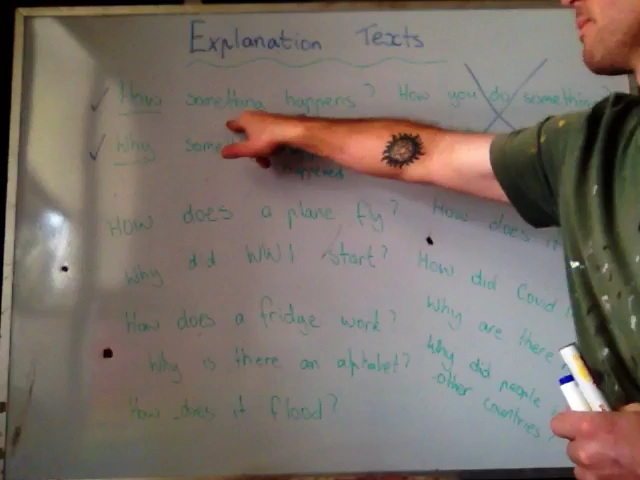 Explanation Texts
How something happens? How you do something?
Why some
happened
How does a plane fly? How does it
Why did WW1 start? How did Covid
How does a fridge work? Why are there
Why is there an alphabet? Why did people
other countries?
How does it flood?